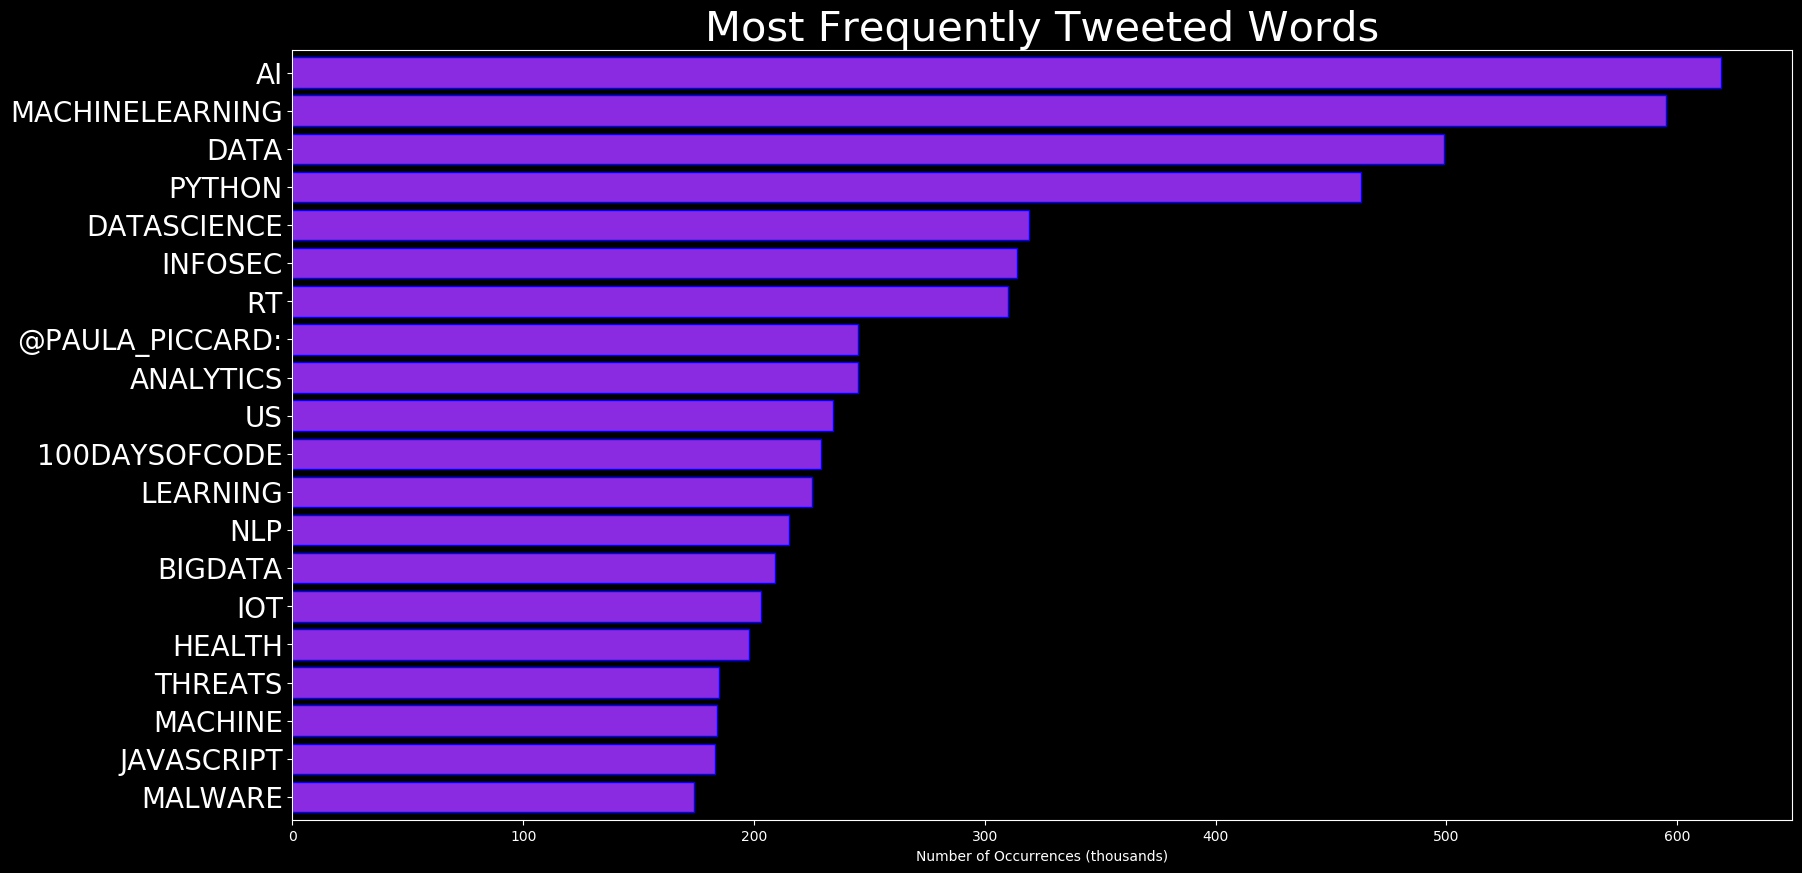 Most Frequently Tweeted Words
AI
MACHINELEARNING
DATA
PYTHON
DATASCIENCE
INFOSEC
RT
@PAULA_PICCARD:
ANALYTICS
US
100DAYSOFCODE
LEARNING
NLP
BIGDATA
IOT
HEALTH
THREATS
MACHINE
JAVASCRIPT
MALWARE
0 100 200 300 400 500 600
Number of Occurrences (thousands)